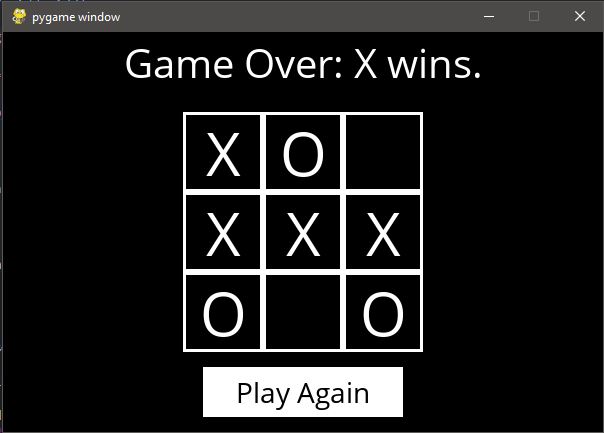 pygame window
Game Over: X wins.
X O
X X X
O O
Play Again